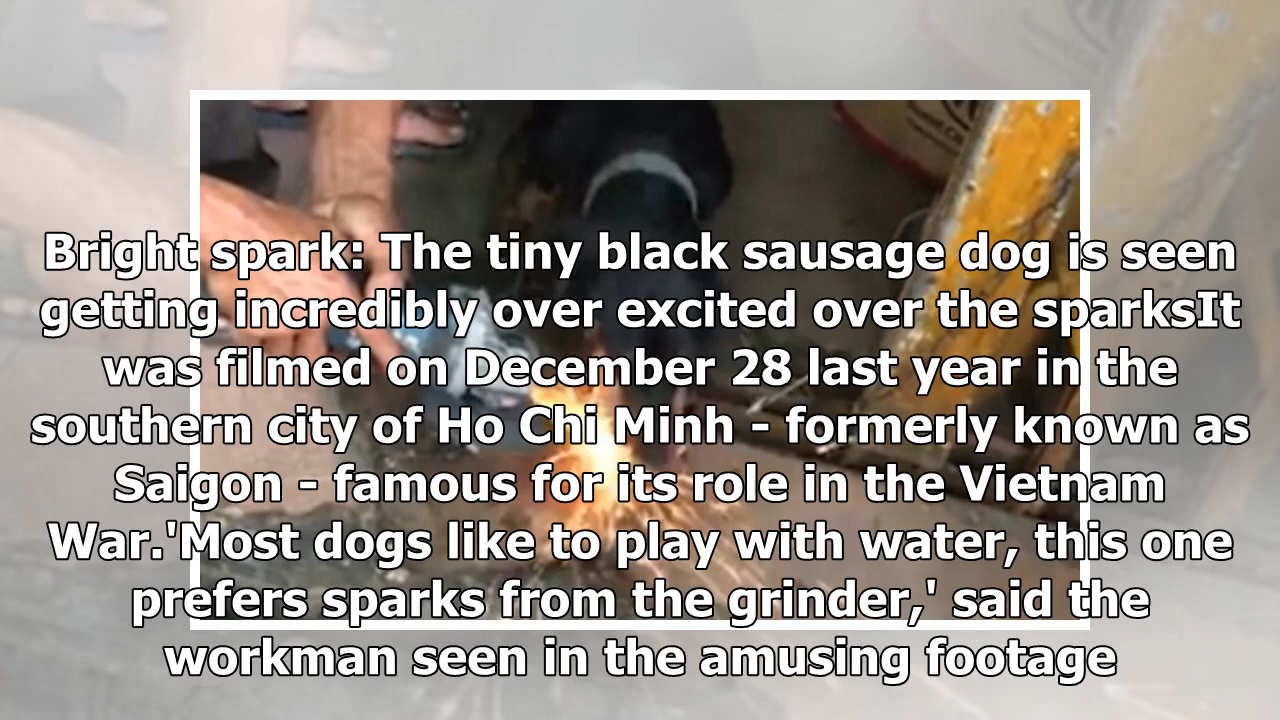 Bright spark: The tiny black sausage dog is seen
getting incredibly over excited over the sparksIt
was filmed on December 28 last year in the
southern city of Ho Chi Minh - formerly known as
Saigon - famous for its role in the Vietnam
War.'Most dogs like to play with water, this one
prefers sparks from the grinder,' said the
workman seen in the amusing footage